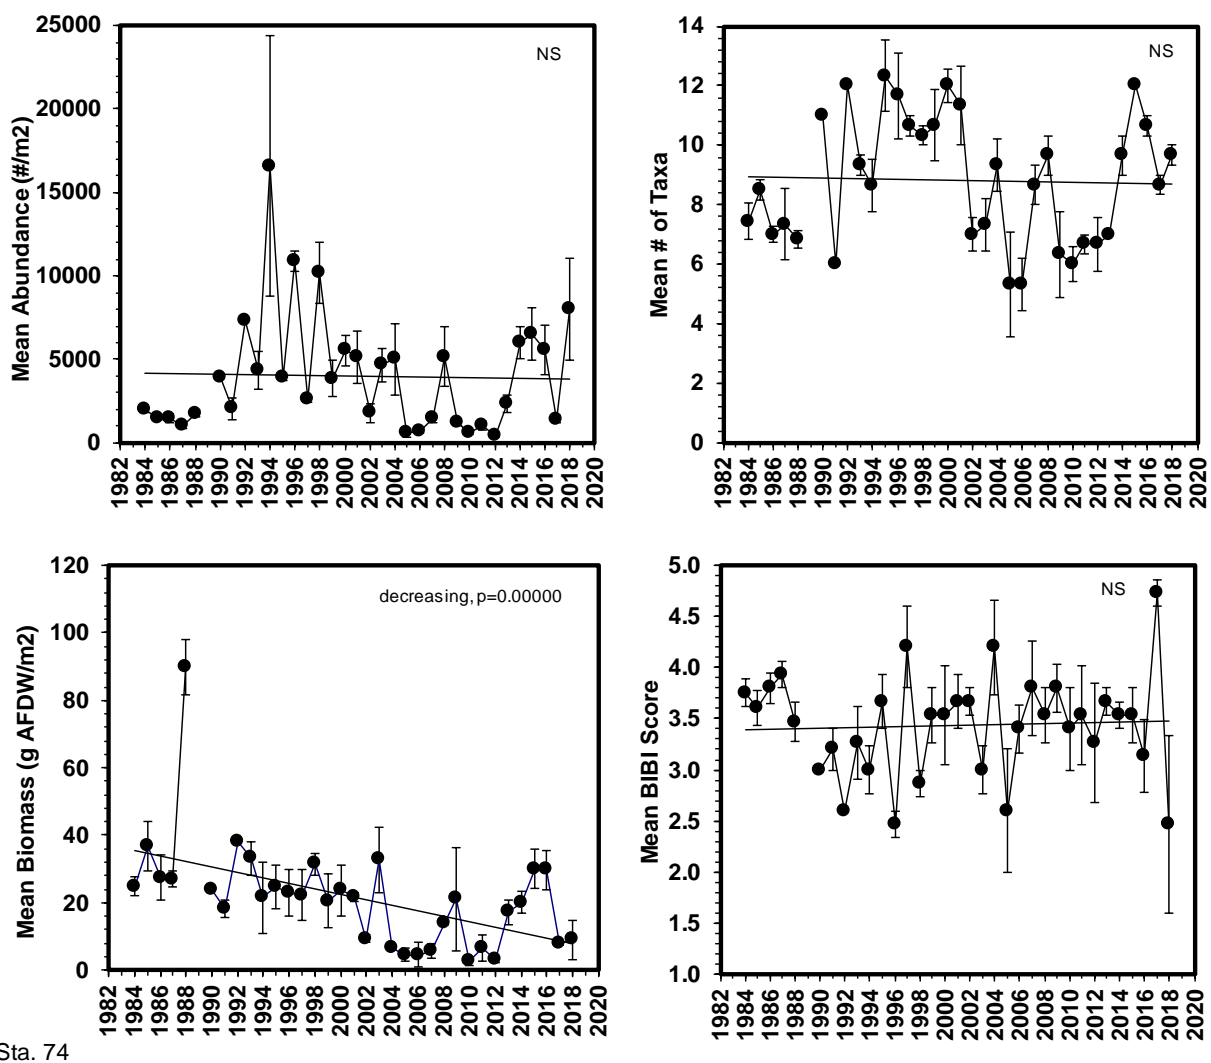 25000
20000
15000
10000
5000
0
Mean Abundance (#/m2)
NS
1982 1984 1986 1988 1990 1992 1994 1996 1998 2000 2002 2004 2006 2008 2010 2012 2014 2016 2018 2020
14
12
10
8
6
4
2
0
Mean # of Taxa
NS
1982 1984 1986 1988 1990 1992 1994 1996 1998 2000 2002 2004 2006 2008 2010 2012 2014 2016 2018 2020
120
100
80
60
40
20
0
Mean Biomass (g AFDW/m2)
decreasing, p=0.00000
1982 1984 1986 1988 1990 1992 1994 1996 1998 2000 2002 2004 2006 2008 2010 2012 2014 2016 2018 2020
5.0
4.5
4.0
3.5
3.0
2.5
2.0
1.5
1.0
Mean BIBI Score
NS
1982 1984 1986 1988 1990 1992 1994 1996 1998 2000 2002 2004 2006 2008 2010 2012 2014 2016 2018 2020
Sta. 74